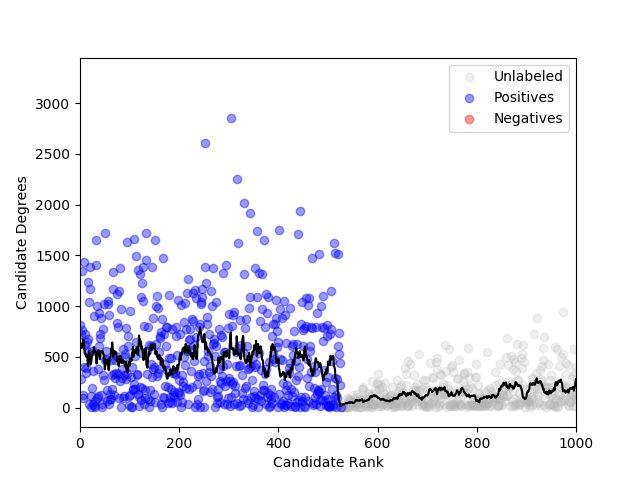 Unlabeled
Positives
Negatives
3000
2500
2000
1500
1000
500
0
Candidate Degrees
0 200 400 600 800 1000
Candidate Rank